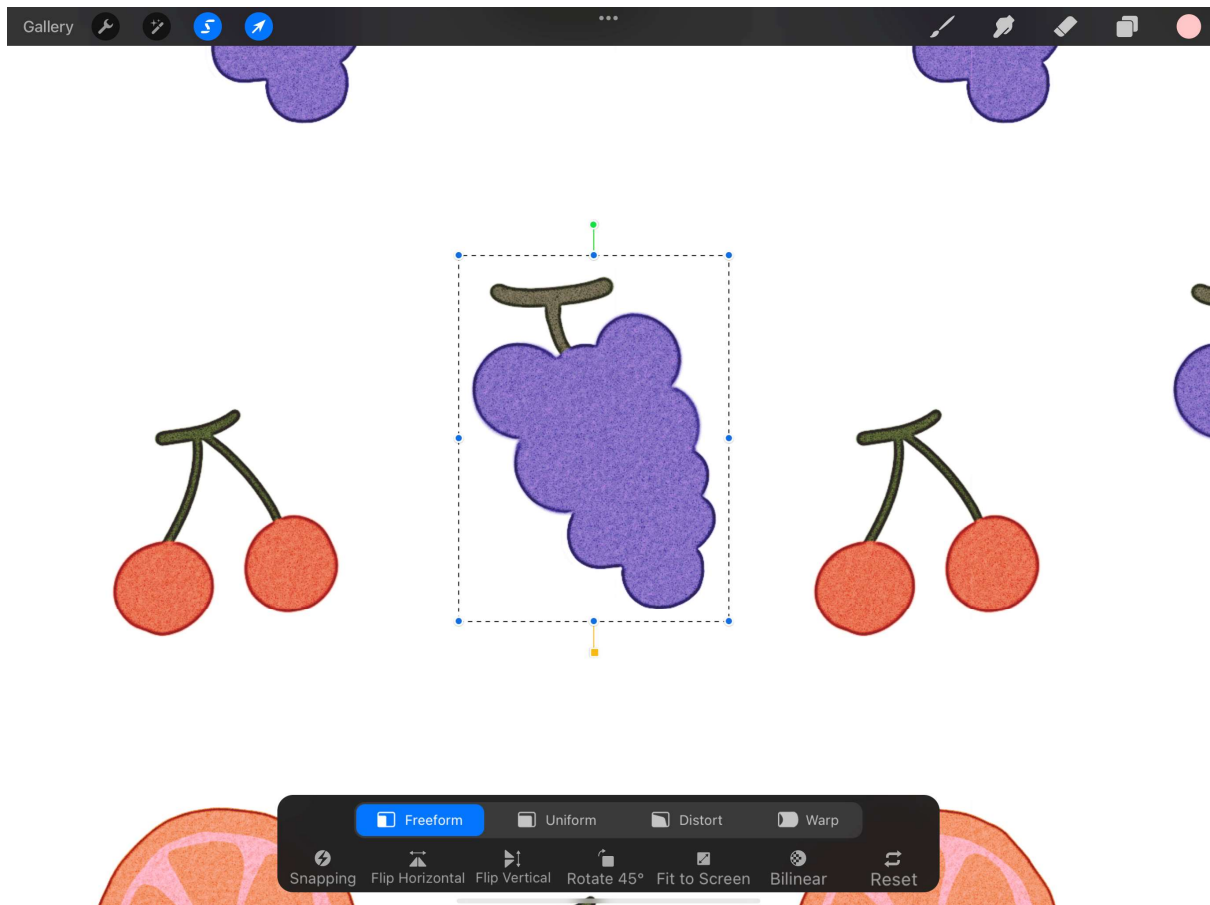 Gallery
Freeform Uniform Distort Warp
Snapping Flip Horizontal Flip Vertical Rotate 45° Fit to Screen Bilinear Reset